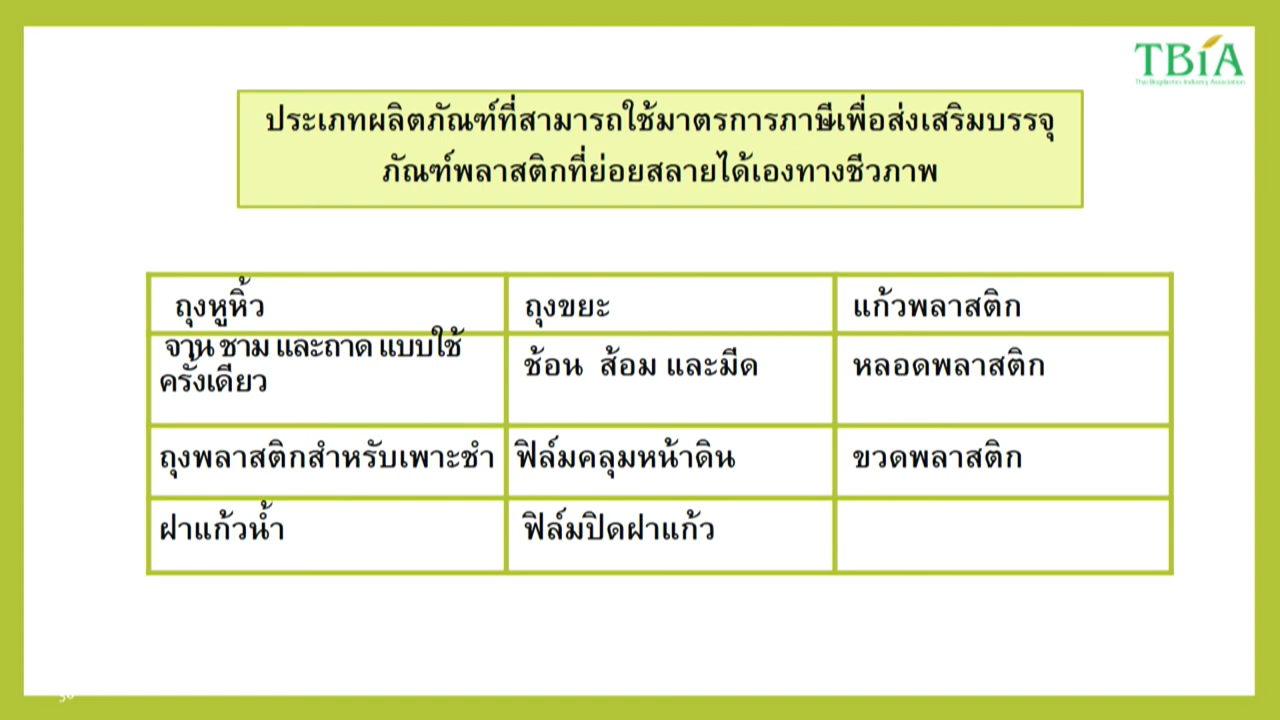 TBiA
Thai Bioplastics Industry Association
ประเภทผลิตภัณฑ์ที่สามารถใช้มาตรการภาษีเพื่อส่งเสริมบรรจุ
ภัณฑ์พลาสติกที่ย่อยสลายได้เองทางชีวภาพ
ถุงหูหิ้ว
ถุงขยะ
แก้วพลาสติก
จาน ชาม และถาด แบบใช้
ครั้งเดียว
ช้อน ส้อม และมีด
หลอดพลาสติก
ถุงพลาสติกสำหรับเพาะชำ
ฟิล์มคลุมหน้าดิน
ขวดพลาสติก
ฝาแก้วน้ำ
ฟิล์มปิดฝาแก้ว